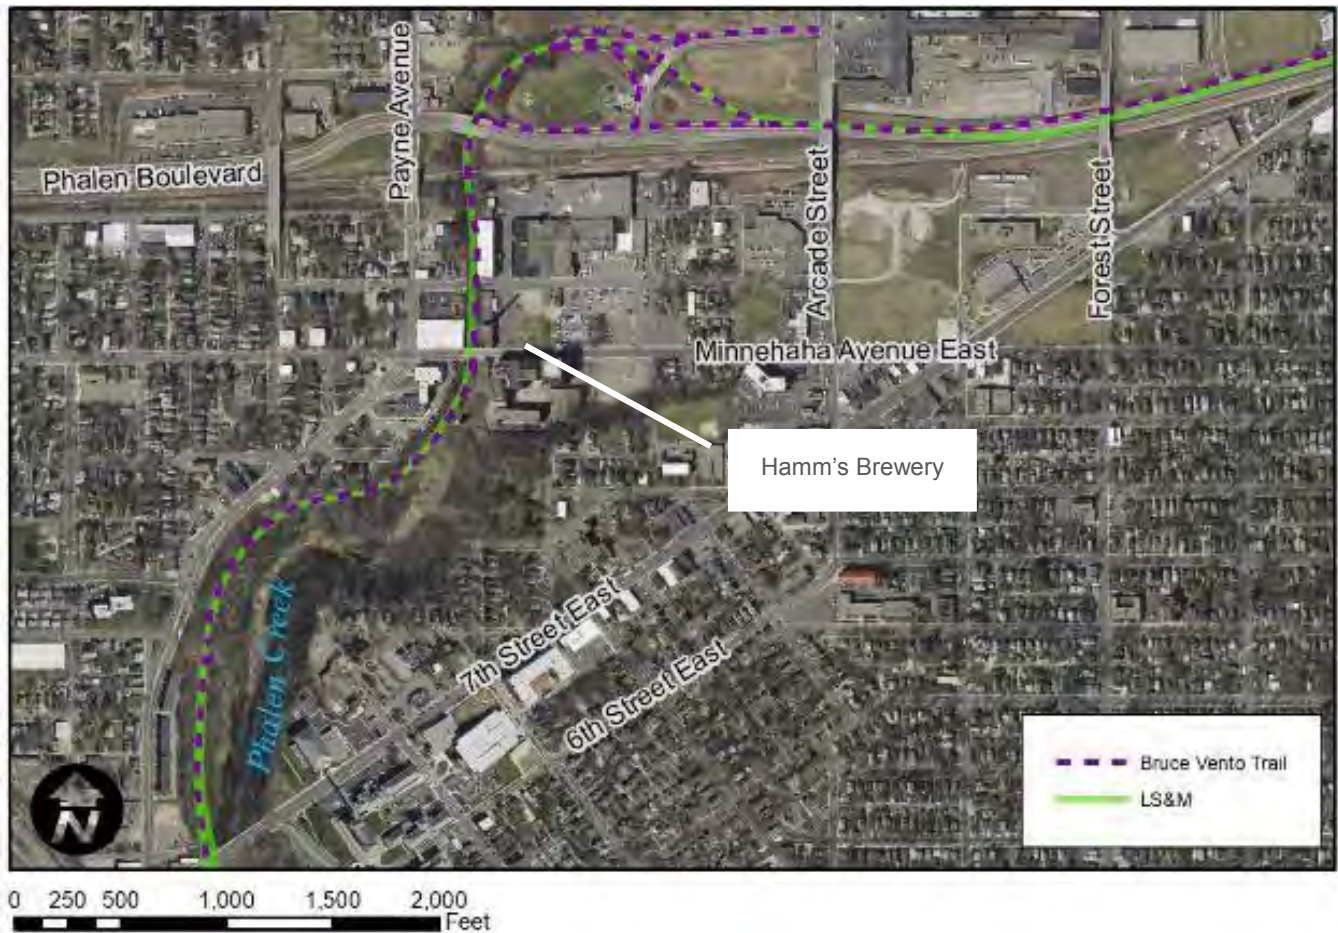 Payne Avenue
Phalen Boulevard
Arcade Street
Forest Street
Minnehaha Avenue East
Hamm's Brewery
Phalen Creek
7th Street East
6th Street East
Bruce Vento Trail
LS&M
N
0 250 500 1,000 1,500 2,000
Feet